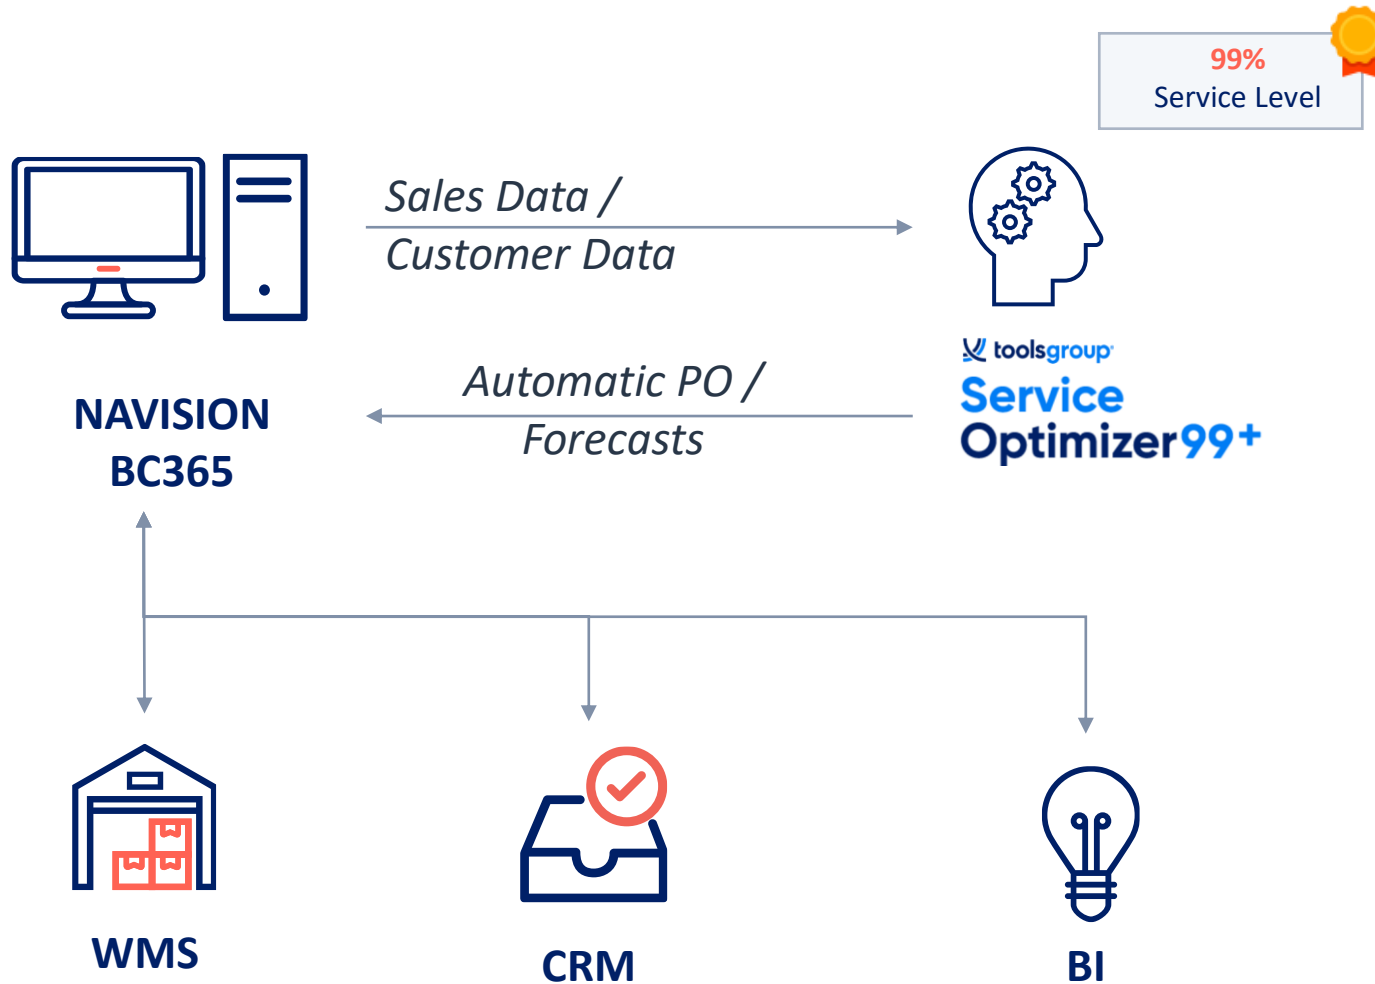 99%
Service Level
Sales Data /
Customer Data
toolsgroup
Service
Optimizer99+
Automatic PO /
Forecasts
NAVISION
BC365
WMS
CRM
BI